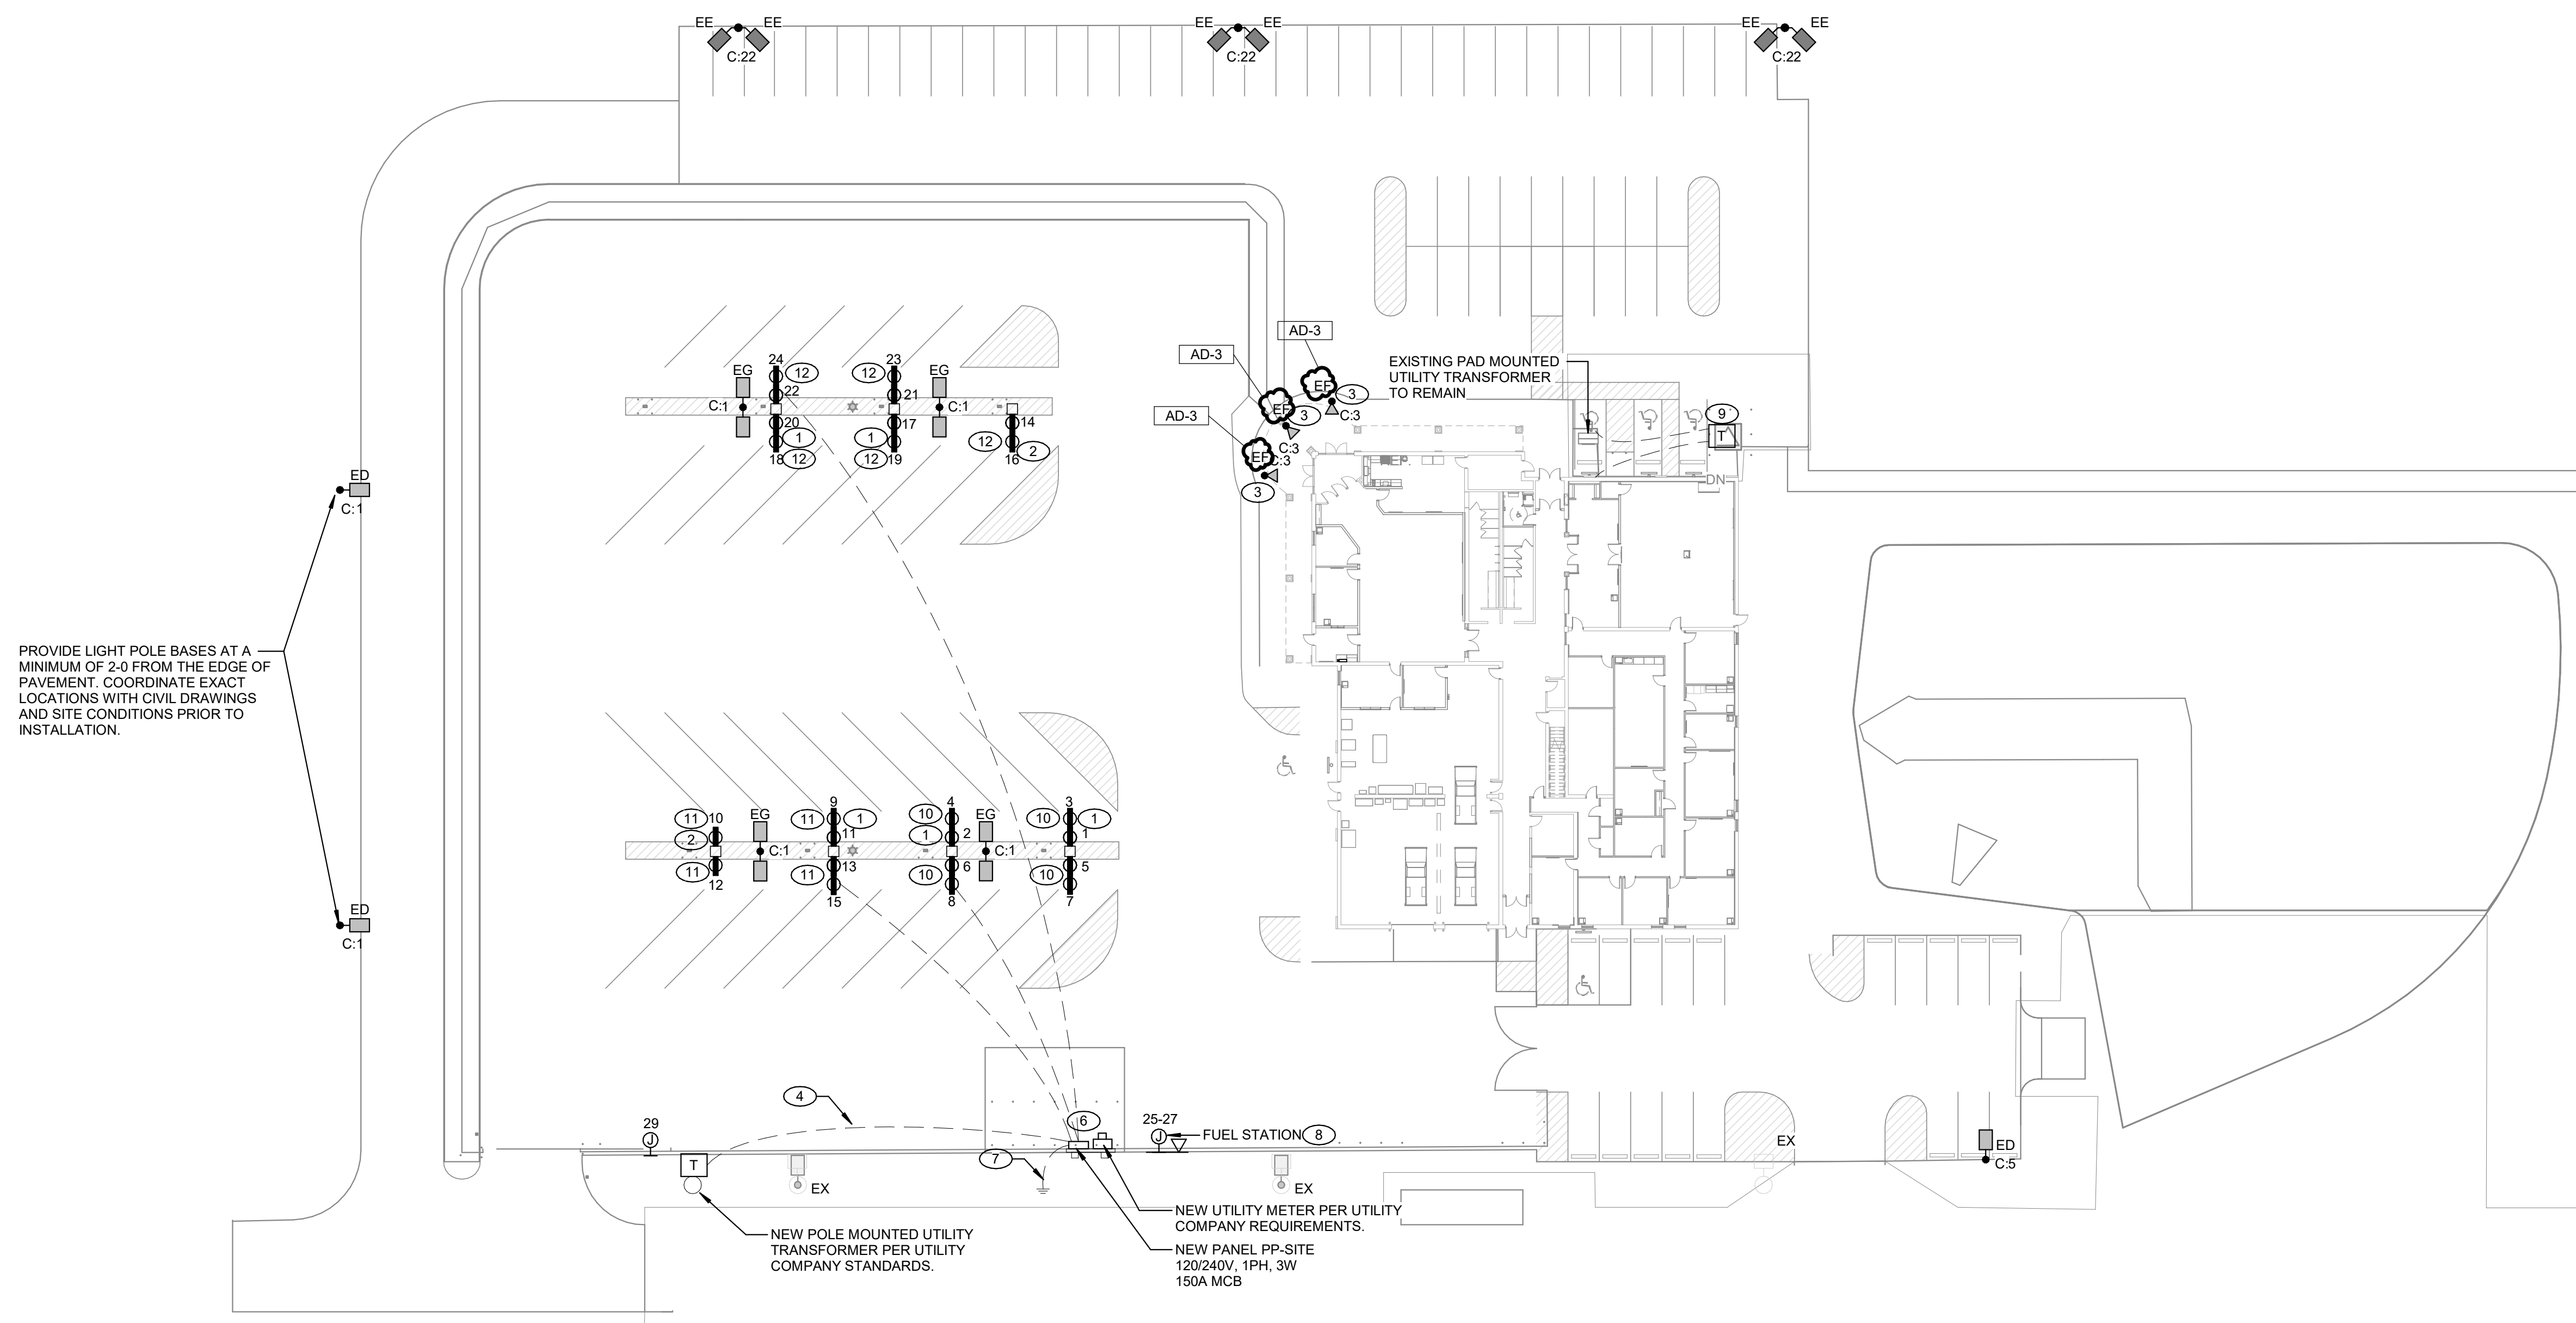 EE EE EE EE EE EE
C:22 C:22 C:22
AD-3
AD-3
AD-3
EF
EF
EF
3
3
3
C:3
C:3
C:3
EXISTING PAD MOUNTED
UTILITY TRANSFORMER
TO REMAIN
9
T
DN
24 23
12 12
EG EG
22 21
C:1 C:1
20 17 14
1 1 12 2
18 12 12 19 16
ED
C:1
PROVIDE LIGHT POLE BASES AT A
MINIMUM OF 2-0 FROM THE EDGE OF
PAVEMENT. COORDINATE EXACT
LOCATIONS WITH CIVIL DRAWINGS
AND SITE CONDITIONS PRIOR TO
INSTALLATION.
9 4 3
11 10 EG 11 1 10 EG 10 1
2 11 1 2 1
C:1 C:1
11 11 13 10 6 10 5
12 15 8 7
ED
C:1
4
29
J
6
25-27
J
FUEL STATION 8
7
T
EX
EX
EX
ED
C:5
NEW UTILITY METER PER UTILITY
COMPANY REQUIREMENTS.
NEW POLE MOUNTED UTILITY
TRANSFORMER PER UTILITY
COMPANY STANDARDS.
NEW PANEL PP-SITE
120/240V, 1PH, 3W
150A MCB